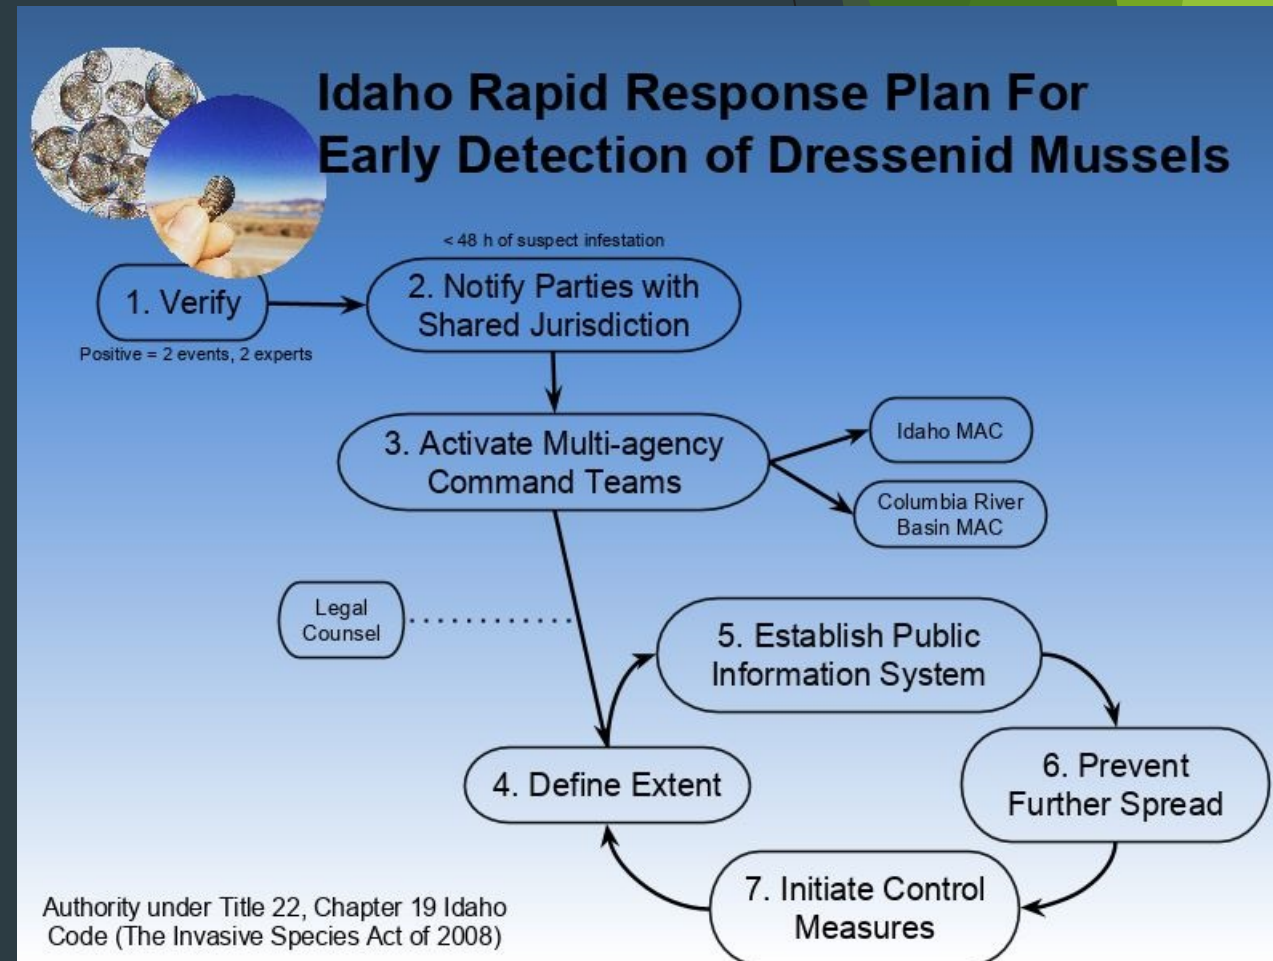 Idaho Rapid Response Plan For
Early Detection of Dressenid Mussels
< 48 h of suspect infestation
1. Verify
Positive = 2 events, 2 experts
2. Notify Parties with
Shared Jurisdiction
3. Activate Multi-agency
Command Teams
Idaho MAC
Columbia River
Basin MAC
Legal
Counsel
4. Define Extent
5. Establish Public
Information System
6. Prevent
Further Spread
7. Initiate Control
Measures
Authority under Title 22, Chapter 19 Idaho
Code (The Invasive Species Act of 2008)